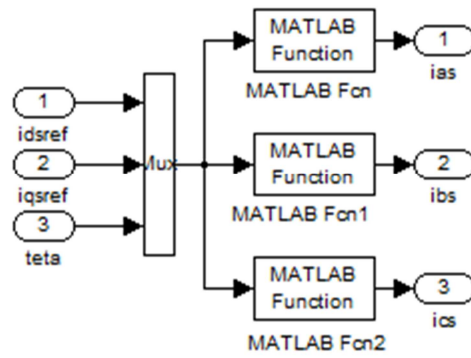 MATLAB
Function
1
MATLAB Fcn
ias
1
idsref
2
iqsref
3
teta
Mux
MATLAB
Function
2
MATLAB Fcn1
ibs
MATLAB
Function
3
MATLAB Fcn2
ics